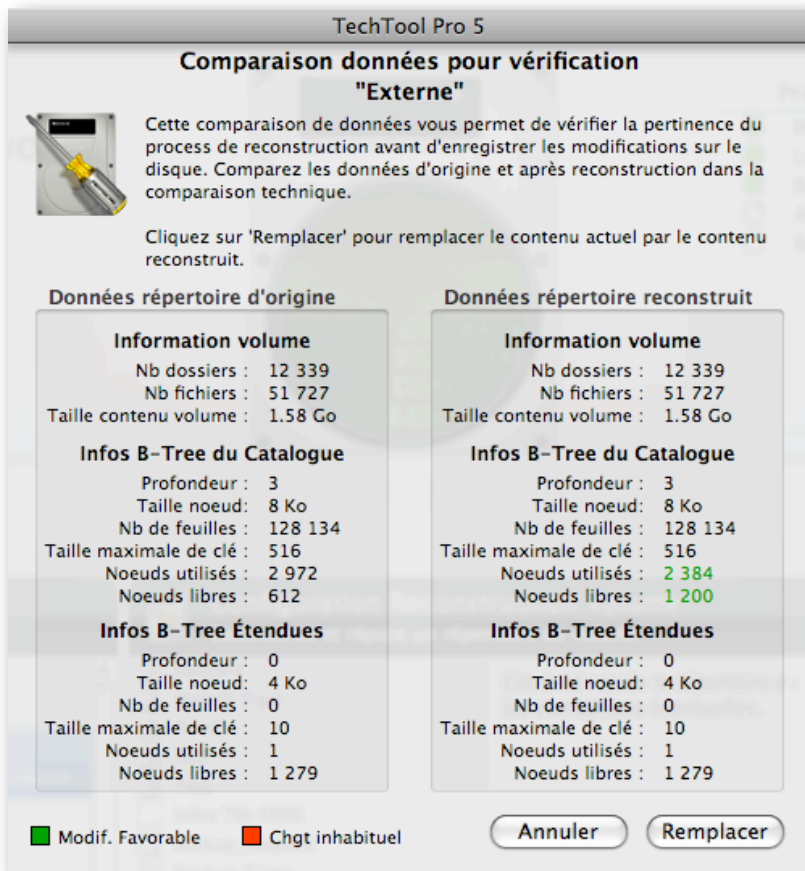 TechTool Pro 5
Comparaison données pour vérification
"Externe"
Cette comparaison de données vous permet de vérifier la pertinence du
process de reconstruction avant d'enregistrer les modifications sur le
disque. Comparez les données d'origine et après reconstruction dans la
comparaison technique.
Cliquez sur 'Remplacer' pour remplacer le contenu actuel par le contenu
reconstruit.
Données répertoire d'origine
Information volume
Nb dossiers : 12 339
Nb fichiers : 51 727
Taille contenu volume : 1.58 Go
Infos B-Tree du Catalogue
Profondeur : 3
Taille noeud: 8 Ko
Nb de feuilles : 128 134
Taille maximale de clé : 516
Noeuds utilisés : 2 972
Noeuds libres : 612
Infos B-Tree Étendues
Profondeur : 0
Taille noeud: 4 Ko
Nb de feuilles : 0
Taille maximale de clé : 10
Noeuds utilisés : 1
Noeuds libres : 1 279
Données répertoire reconstruit
Information volume
Nb dossiers : 12 339
Nb fichiers : 51 727
Taille contenu volume : 1.58 Go
Infos B-Tree du Catalogue
Profondeur : 3
Taille noeud: 8 Ko
Nb de feuilles : 128 134
Taille maximale de clé : 516
Noeuds utilisés : 2 384
Noeuds libres : 1 200
Infos B-Tree Étendues
Profondeur : 0
Taille noeud: 4 Ko
Nb de feuilles : 0
Taille maximale de clé : 10
Noeuds utilisés : 1
Noeuds libres : 1 279
Modif. Favorable
Chgt inhabituel
Annuler
Remplacer